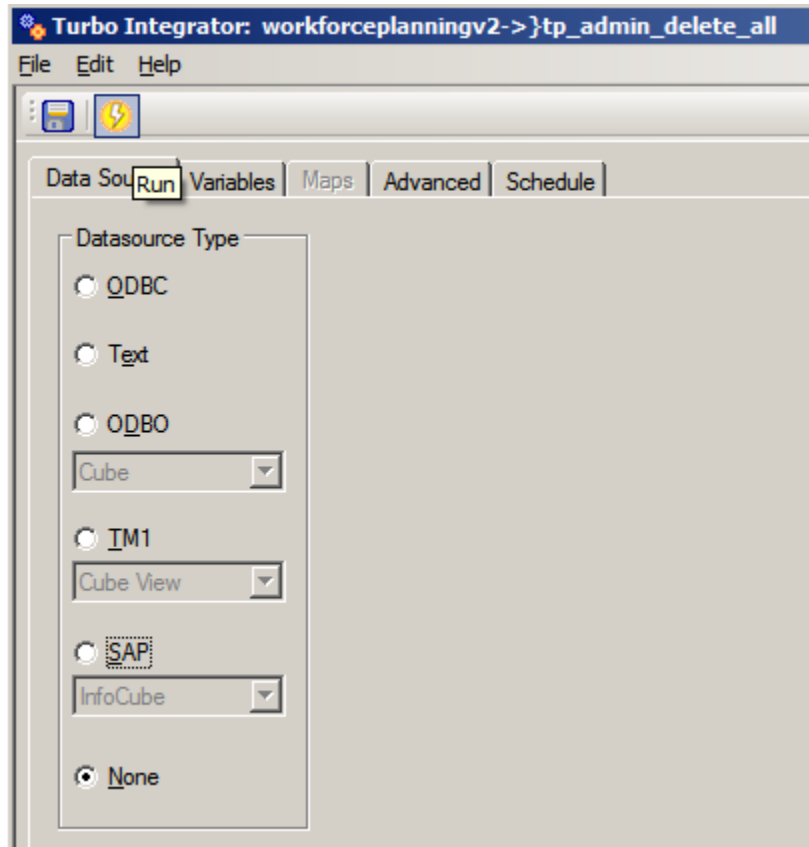 Turbo Integrator: workforceplanningv2->}tp_admin_delete_all
File Edit Help
Data Sou Run Variables Maps Advanced Schedule
Datasource Type
ODBC
Text
ODBO
Cube
TM1
Cube View
SAP
InfoCube
None